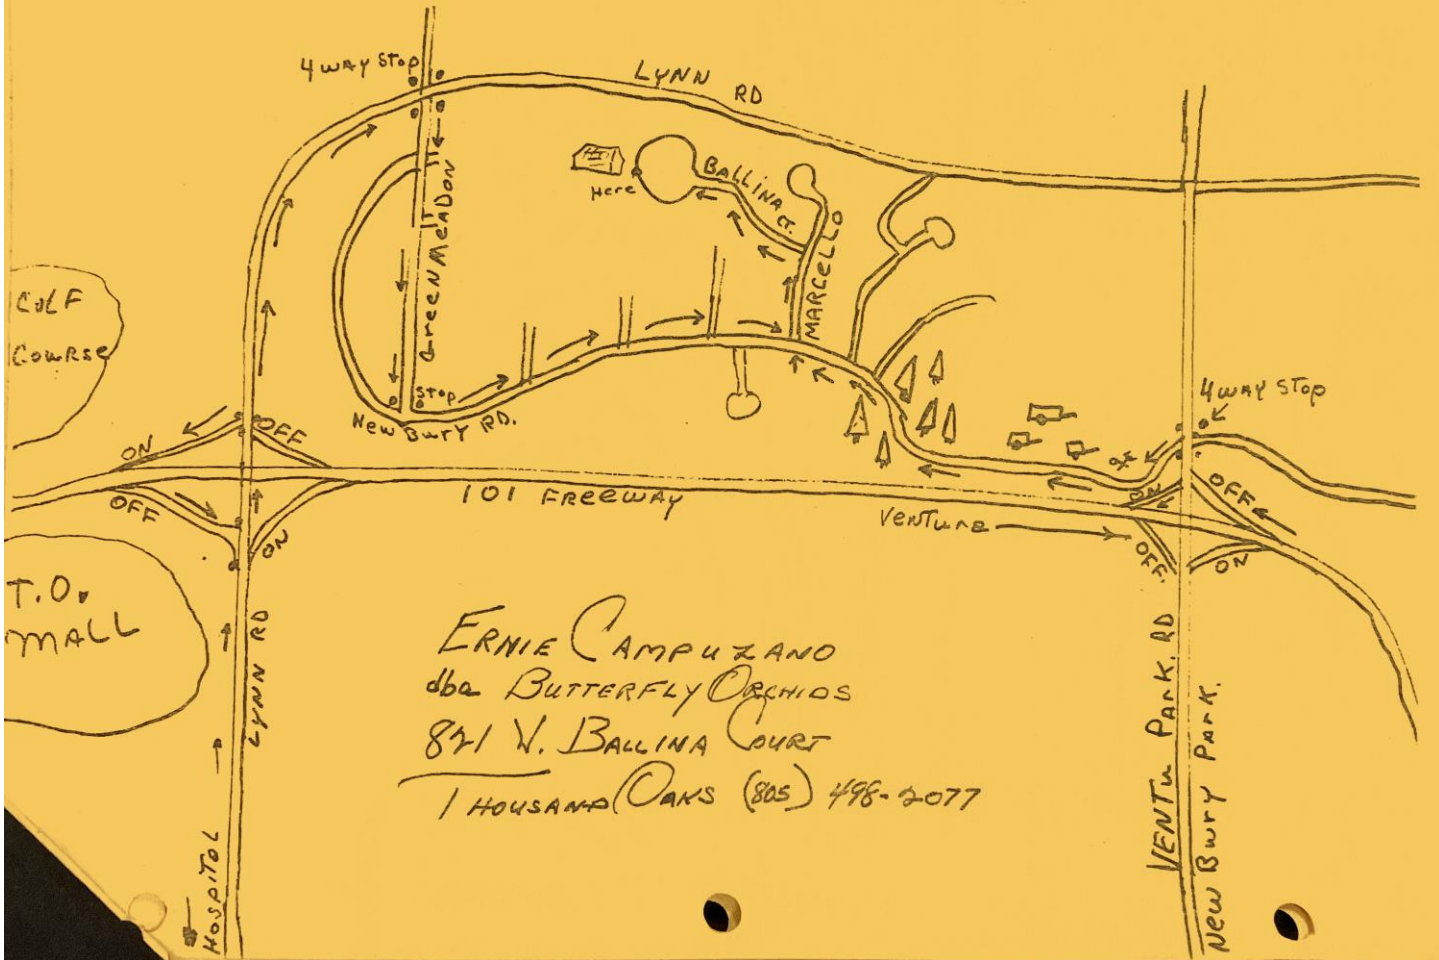 4 WAY STOP
LYNN
RD
BALLINA
CT.
Here
Green MeADON
MARCELLO
GOLF
COURSE
STOP
New Bury RD.
4 WAY STOP
ON
OFF
OFF
ON
101 FReeWAY
VenTura
ON
OFF
OFF
ON
T.O.
MALL
LYNN RD
ERNIE CAMPUZANO
dba BUTTERFLY ORCHIDS
821 W. BALLINA COURT
THOUSAND OAKS (805) 498-2077
VENTu PArK. RD
New Bury PArK.
HOSPITOL